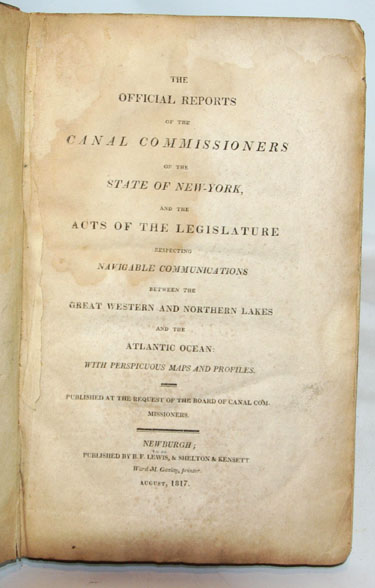 THE
OFFICIAL REPORTS
OF THE
CANAL COMMISSIONERS
OF THE
STATE OF NEW-YORK,
AND THE
ACTS OF THE LEGISLATURE
RESPECTING
NAVIGABLE COMMUNICATIONS
BETWEEN THE
GREAT WESTERN AND NORTHERN LAKES
AND THE
ATLANTIC OCEAN:
WITH PERSPICUOUS MAPS AND PROFILES.
PUBLISHED AT THE REQUEST OF THE BOARD OF CANAL COM-
MISSIONERS.
NEWBURGH;
PUBLISHED BY B. F. LEWIS, & SHELTON & KENSETT
Ward M. Gazlay, printer.
AUGUST, 1817.